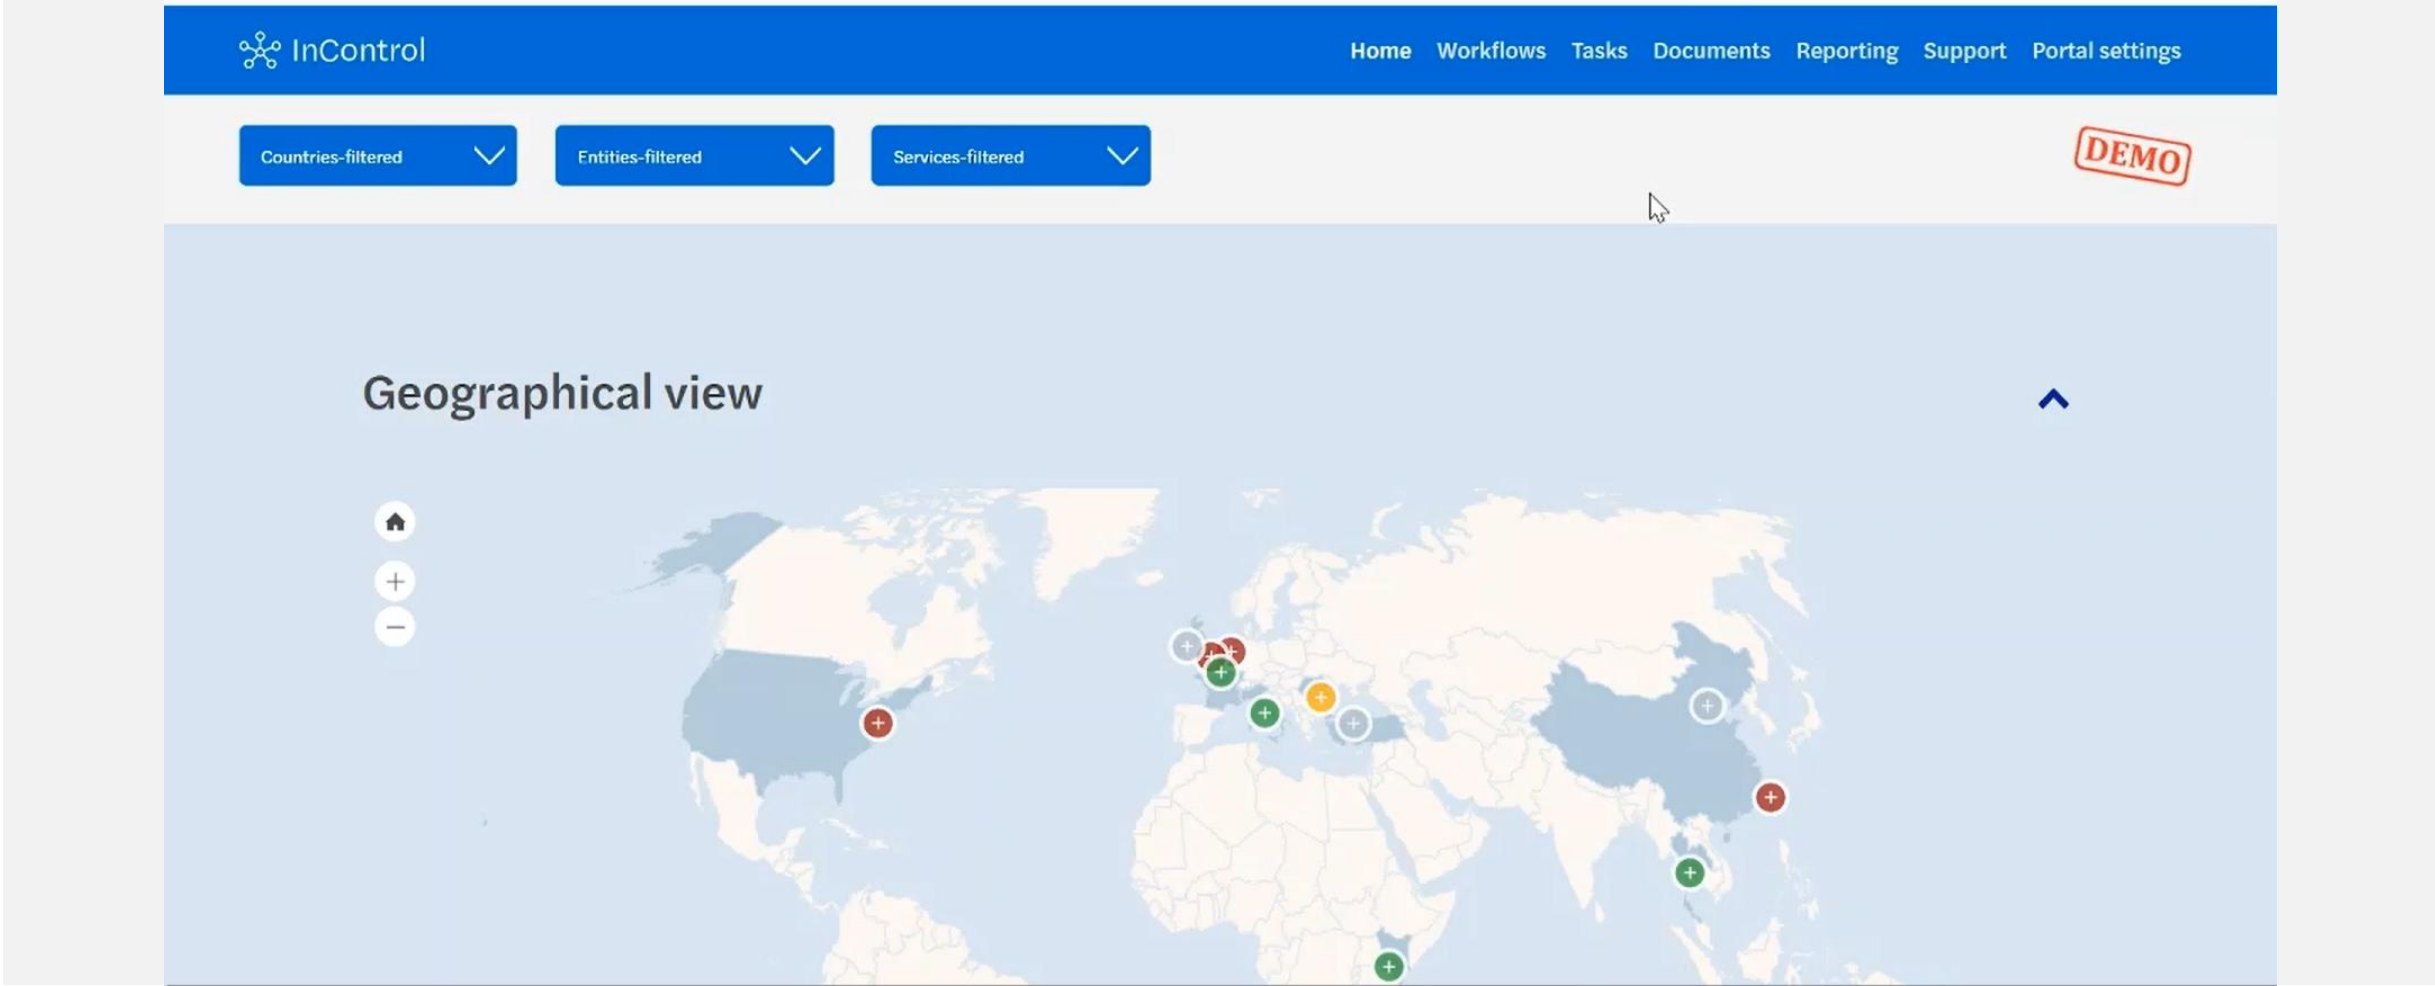 InControl
Home Workflows Tasks Documents Reporting Support Portal settings
Countries-filtered
Entities-filtered
Services-filtered
DEMO
Geographical view